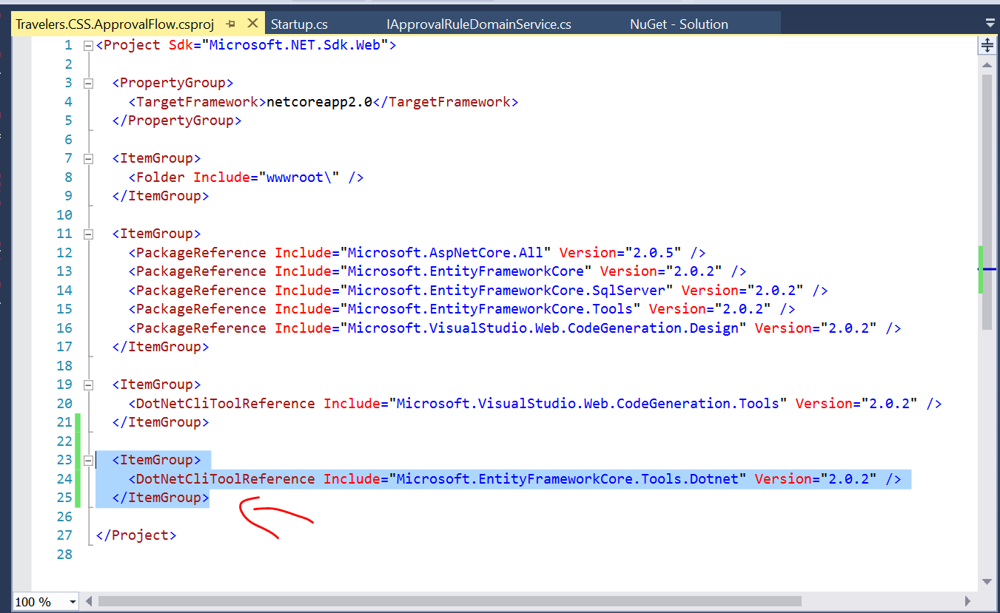 Travelers.CSS.ApprovalFlow.csproj Startup.cs IApprovalRuleDomainService.cs NuGet - Solution
1 <Project Sdk="Microsoft.NET.Sdk.Web">
2
3 <PropertyGroup>
4 <TargetFramework>netcoreapp2.0</TargetFramework>
5 </PropertyGroup>
6
7 <ItemGroup>
8 <Folder Include="wwwroot\" />
9 </ItemGroup>
10
11 <ItemGroup>
12 <PackageReference Include="Microsoft.AspNetCore.All" Version="2.0.5" />
13 <PackageReference Include="Microsoft.EntityFrameworkCore" Version="2.0.2" />
14 <PackageReference Include="Microsoft.EntityFrameworkCore.SqlServer" Version="2.0.2" />
15 <PackageReference Include="Microsoft.EntityFrameworkCore.Tools" Version="2.0.2" />
16 <PackageReference Include="Microsoft.VisualStudio.Web.CodeGeneration.Design" Version="2.0.2" />
17 </ItemGroup>
18
19 <ItemGroup>
20 <DotNetCliToolReference Include="Microsoft.VisualStudio.Web.CodeGeneration.Tools" Version="2.0.2" />
21 </ItemGroup>
22
23 <ItemGroup>
24 <DotNetCliToolReference Include="Microsoft.EntityFrameworkCore.Tools.Dotnet" Version="2.0.2" />
25 </ItemGroup>
26
27 </Project>
28
100 %